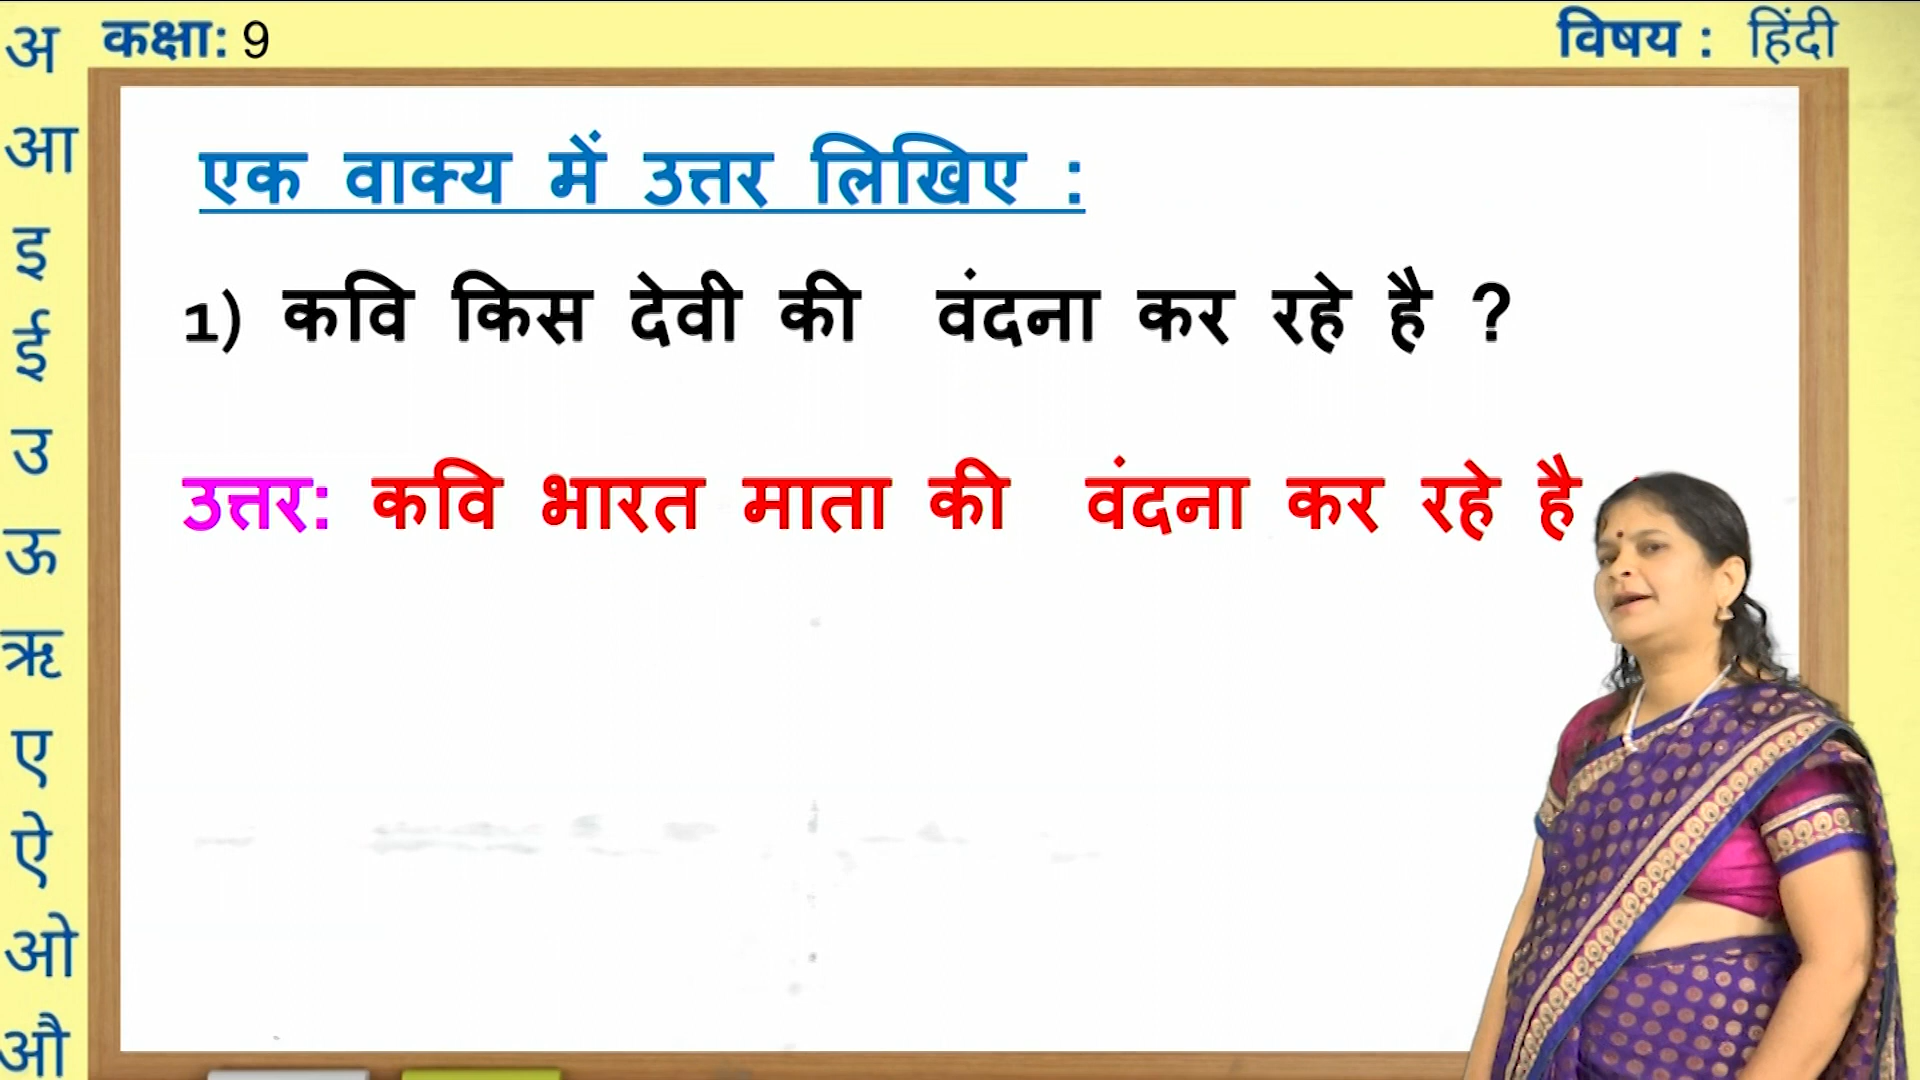 कक्षा: 9
विषय : हिंदी
अ
आ
इ
ई
उ
ऊ
ऋ
ए
ऐ
ओ
औ
एक वाक्य में उत्तर लिखिए :
1) कवि किस देवी की वंदना कर रहे है ?
उत्तर: कवि भारत माता की वंदना कर रहे है